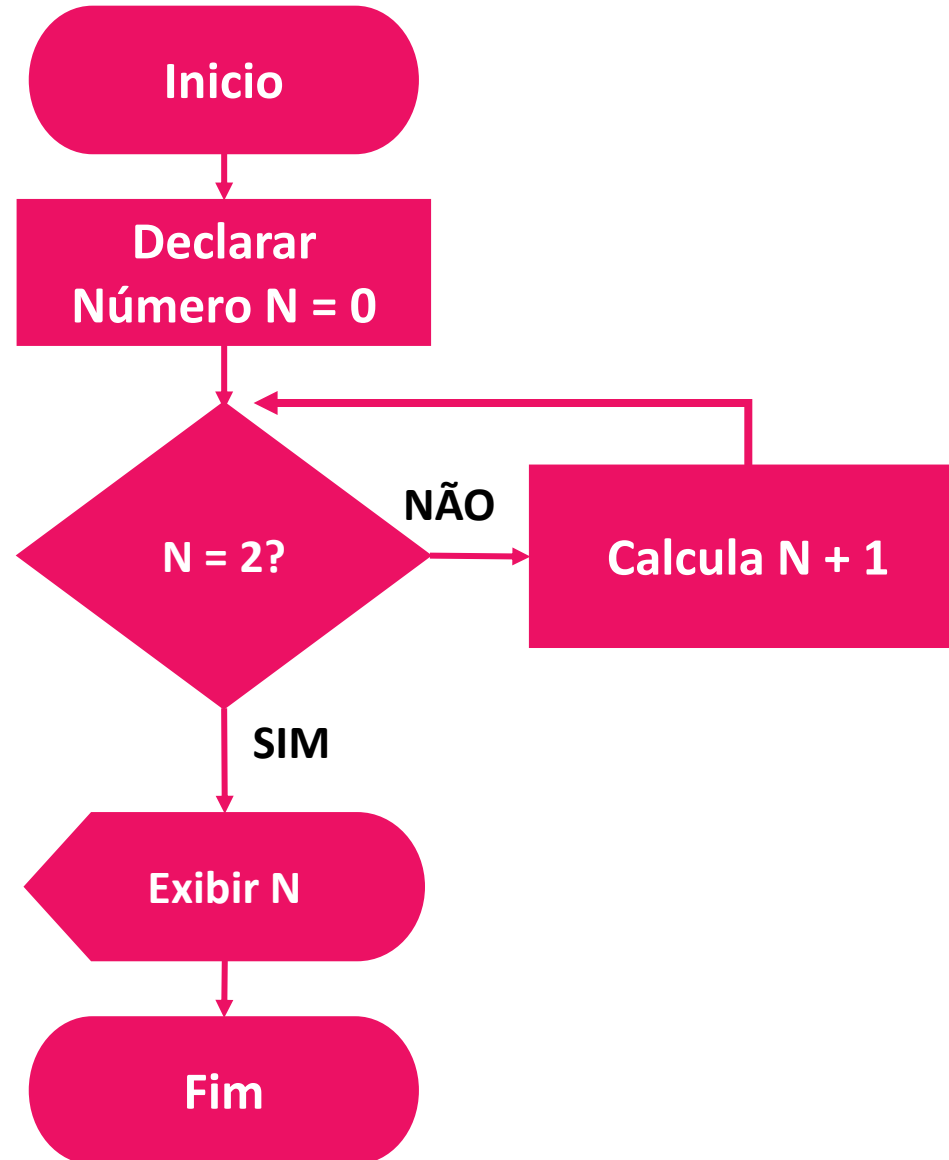 Inicio
Declarar
Número N = 0
N = 2?
NÃO
Calcula N + 1
SIM
Exibir N
Fim